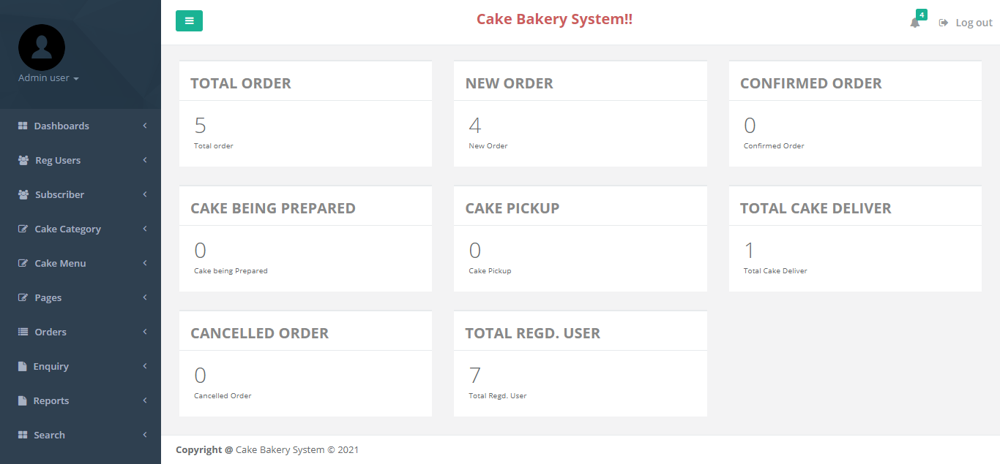 Admin user
Dashboards
Reg Users
Subscriber
Cake Category
Cake Menu
Pages
Orders
Enquiry
Reports
Search
Cake Bakery System!!
4
Log out
TOTAL ORDER
5
Total order
NEW ORDER
4
New Order
CONFIRMED ORDER
0
Confirmed Order
CAKE BEING PREPARED
0
Cake being Prepared
CAKE PICKUP
0
Cake Pickup
TOTAL CAKE DELIVER
1
Total Cake Deliver
CANCELLED ORDER
0
Cancelled Order
TOTAL REGD. USER
7
Total Regd. User
Copyright @ Cake Bakery System © 2021